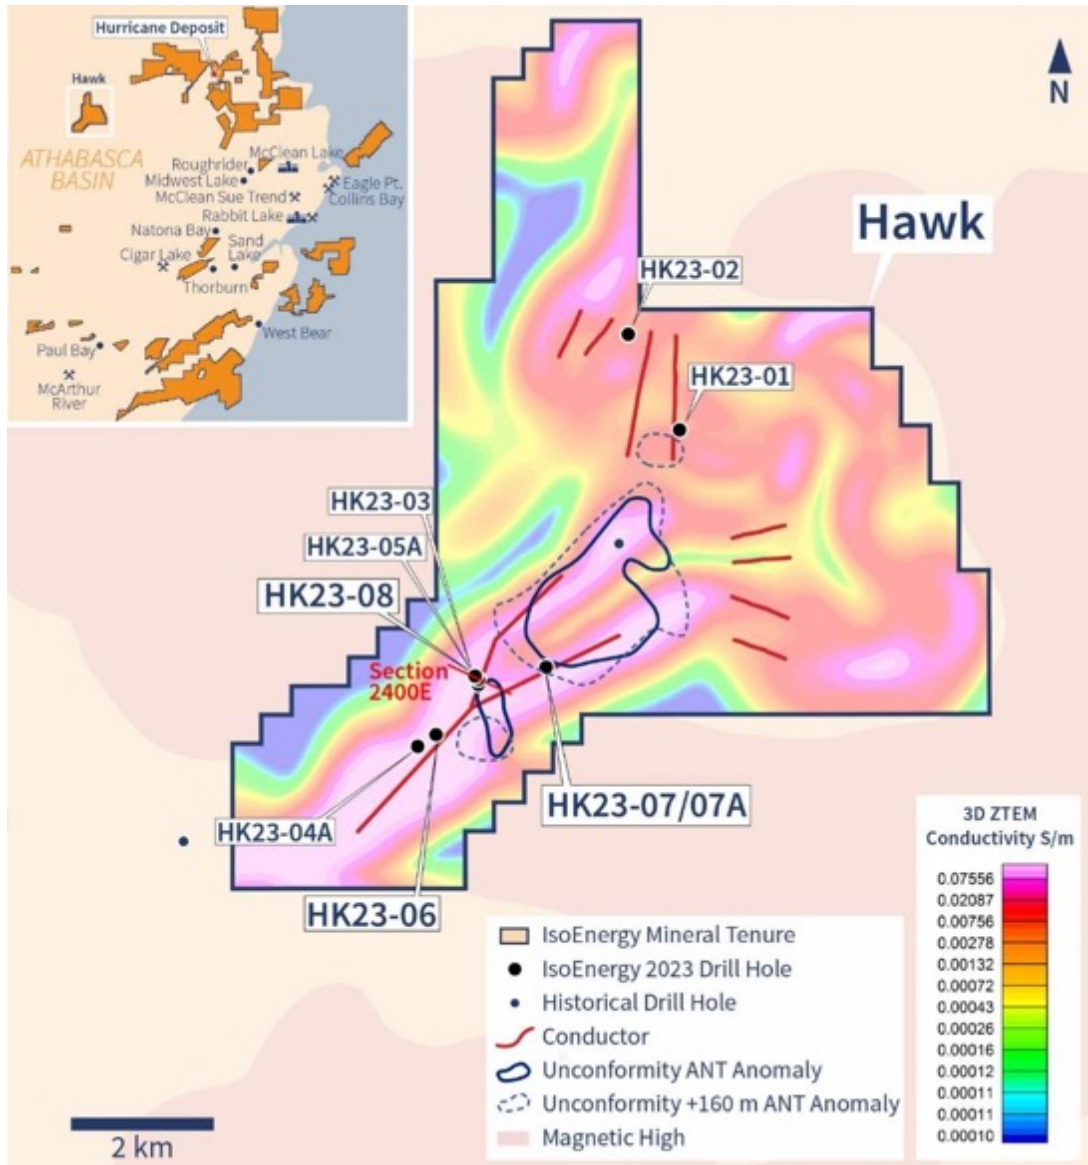 Hurricane Deposit
Hawk
ATHABASCA
BASIN
McClean Lake
Roughrider
Midwest Lake
Eagle Pt.
Collins Bay
McClean Sue Trend
Rabbit Lake
Natona Bay
Sand
Lake
Cigar Lake
Thorburn
West Bear
Paul Bay
McArthur
River
N
Hawk
HK23-02
HK23-01
HK23-03
HK23-05A
HK23-08
Section
2400E
HK23-07/07A
HK23-04A
HK23-06
3D ZTEM
Conductivity S/m
0.07556
0.02087
0.00756
0.00278
0.00132
0.00072
0.00043
0.00026
0.00016
0.00012
0.00011
0.00011
0.00010
IsoEnergy Mineral Tenure
IsoEnergy 2023 Drill Hole
Historical Drill Hole
Conductor
Unconformity ANT Anomaly
Unconformity +160 m ANT Anomaly
Magnetic High
2 km